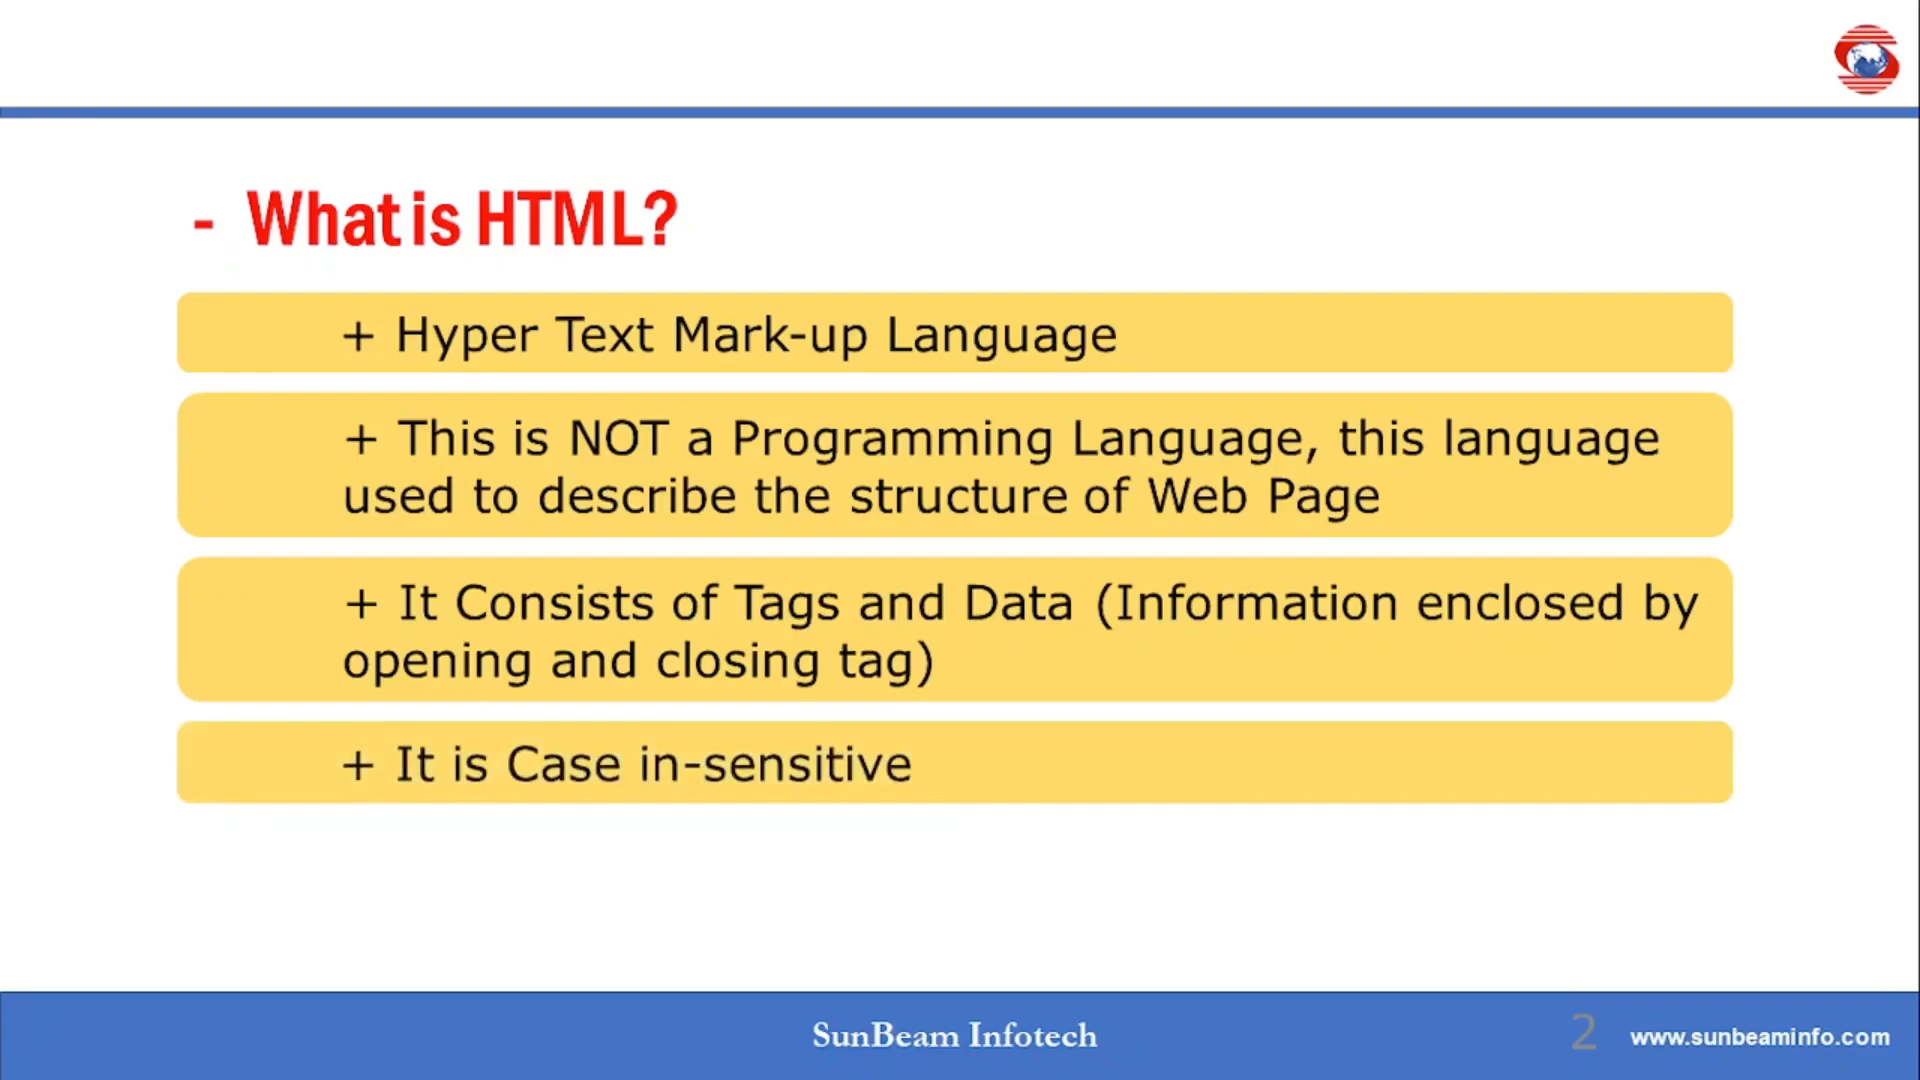 - What is HTML?
+ Hyper Text Mark-up Language
+ This is NOT a Programming Language, this language
used to describe the structure of Web Page
+ It Consists of Tags and Data (Information enclosed by
opening and closing tag)
+ It is Case in-sensitive
SunBeam Infotech
2
www.sunbeaminfo.com